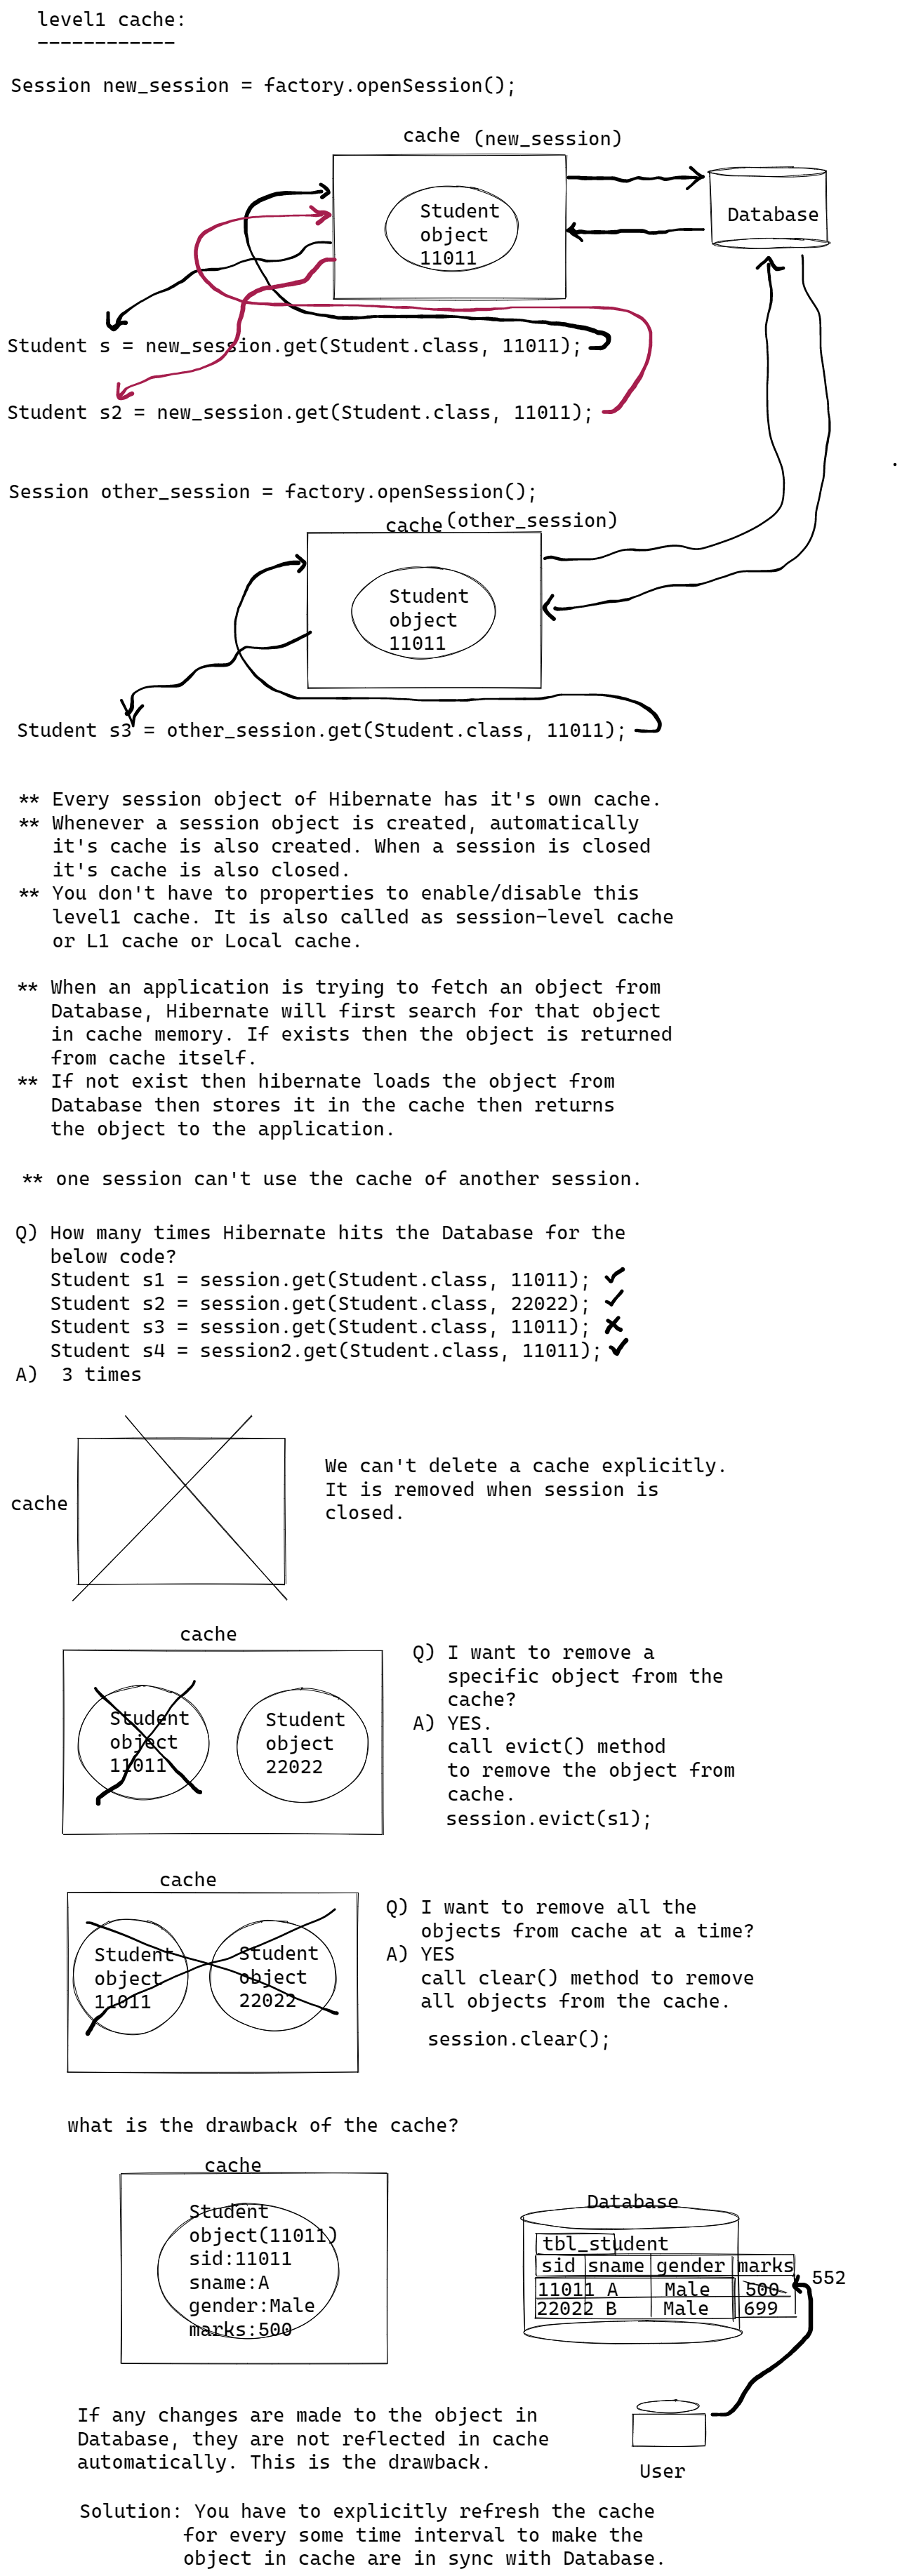 level1 cache:
------------
Session new_session = factory.openSession();
cache (new_session)
Student
object
11011
Database
Student s = new_session.get(Student.class, 11011);
Student s2 = new_session.get(Student.class, 11011);
Session other_session = factory.openSession();
cache (other_session)
Student
object
11011
Student s3 = other_session.get(Student.class, 11011);
** Every session object of Hibernate has it's own cache.
** Whenever a session object is created, automatically
it's cache is also created. When a session is closed
it's cache is also closed.
** You don't have to properties to enable/disable this
level1 cache. It is also called as session-level cache
or L1 cache or Local cache.
** When an application is trying to fetch an object from
Database, Hibernate will first search for that object
in cache memory. If exists then the object is returned
from cache itself.
** If not exist then hibernate loads the object from
Database then stores it in the cache then returns
the object to the application.
** one session can't use the cache of another session.
Q) How many times Hibernate hits the Database for the
below code?
Student s1 = session.get(Student.class, 11011);
Student s2 = session.get(Student.class, 22022);
Student s3 = session.get(Student.class, 11011);
Student s4 = session2.get(Student.class, 11011);
A) 3 times
cache
We can't delete a cache explicitly.
It is removed when session is
closed.
cache
Student
object
11011
Student
object
22022
Q) I want to remove a
specific object from the
cache?
A) YES.
call evict() method
to remove the object from
cache.
session.evict(s1);
cache
Student
object
11011
Student
object
22022
Q) I want to remove all the
objects from cache at a time?
A) YES
call clear() method to remove
all objects from the cache.
session.clear();
what is the drawback of the cache?
cache
Student
object(11011)
sid:11011
sname:A
gender:Male
marks:500
Database
tbl_student
sid sname gender marks
11011 A Male 500
552
22022 B Male 699
User
If any changes are made to the object in
Database, they are not reflected in cache
automatically. This is the drawback.
Solution: You have to explicitly refresh the cache
for every some time interval to make the
object in cache are in sync with Database.